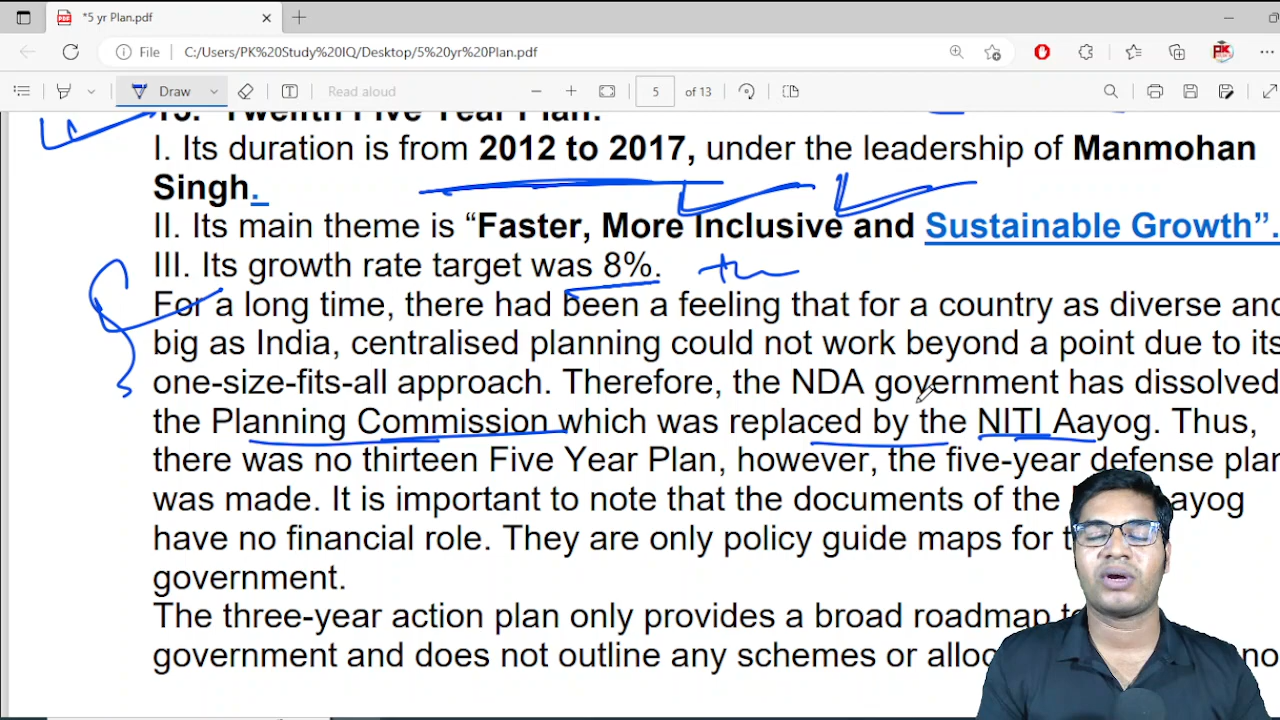 *5 yr Plan.pdf
File C:/Users/PK%20Study%20IQ/Desktop/5%20yr%20Plan.pdf
Draw Read aloud 5 of 13
13. Twelfth Five Year Plan:
I. Its duration is from 2012 to 2017, under the leadership of Manmohan
Singh.
II. Its main theme is “Faster, More Inclusive and Sustainable Growth”.
III. Its growth rate target was 8%.
For a long time, there had been a feeling that for a country as diverse and
big as India, centralised planning could not work beyond a point due to its
one-size-fits-all approach. Therefore, the NDA government has dissolved
the Planning Commission which was replaced by the NITI Aayog. Thus,
there was no thirteen Five Year Plan, however, the five-year defense plan
was made. It is important to note that the documents of the ayog
have no financial role. They are only policy guide maps for
government.
The three-year action plan only provides a broad roadmap
government and does not outline any schemes or